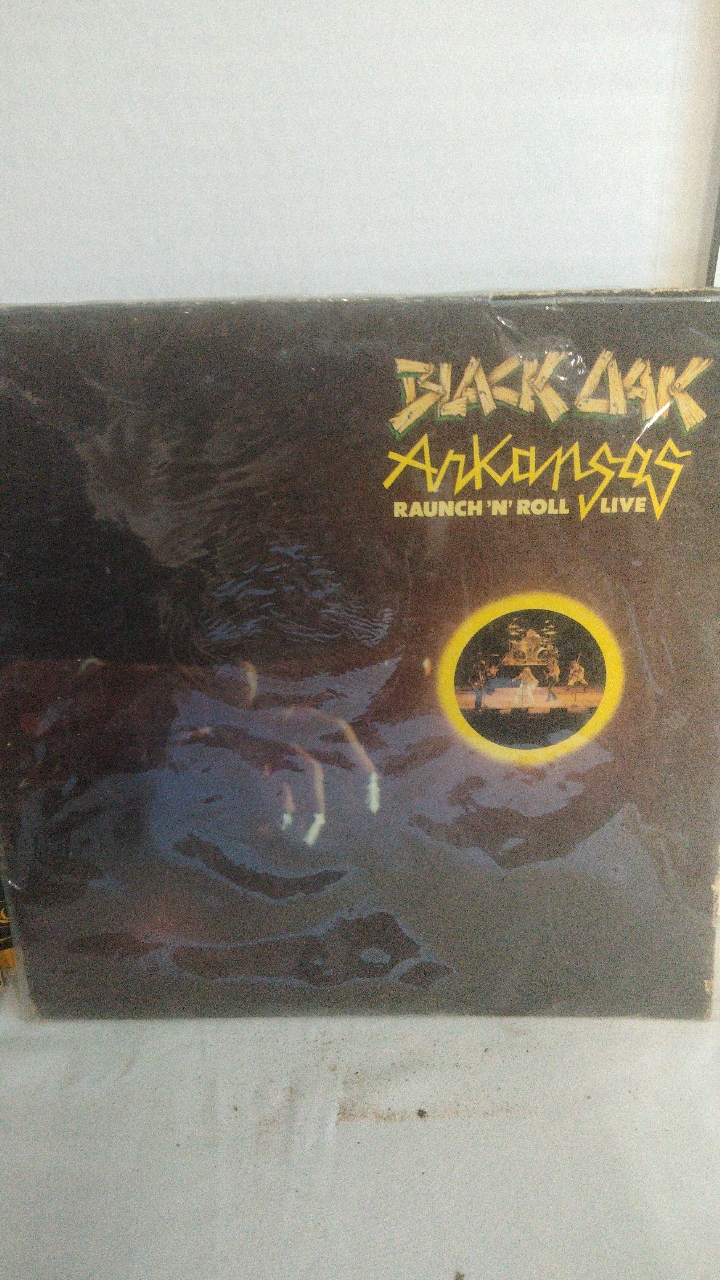 BLACK OAK
Arkansas
RAUNCH 'N' ROLL LIVE